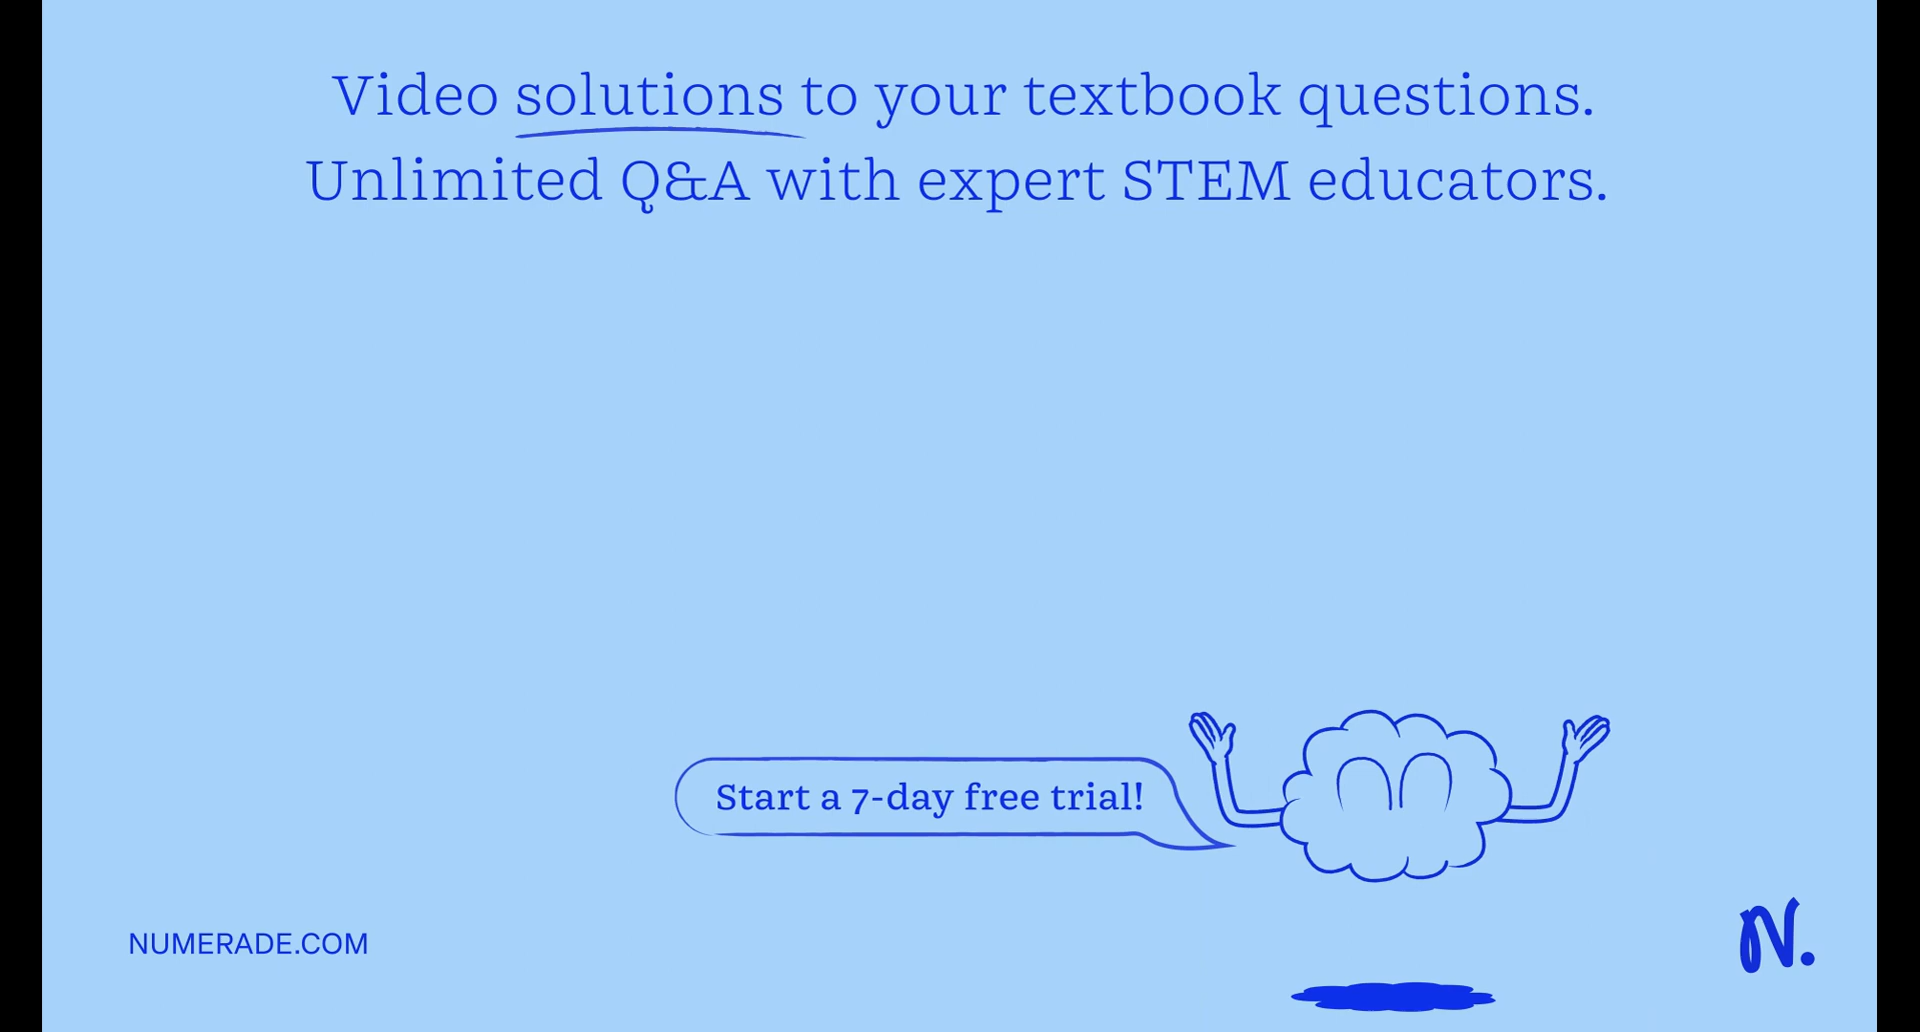 Video solutions to your textbook questions.
Unlimited Q&A with expert STEM educators.
Start a 7-day free trial!
NUMERADE.COM
N.